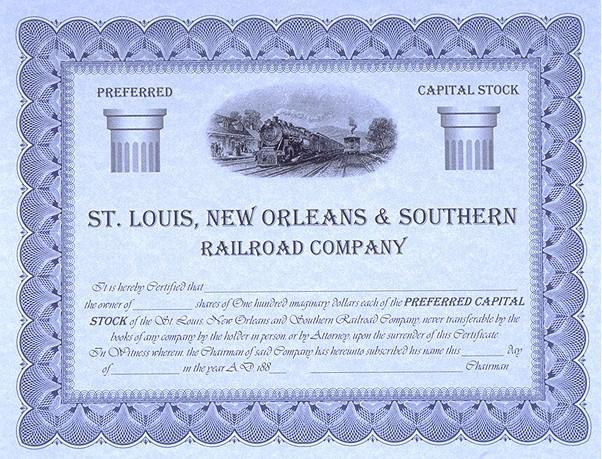 PREFERRED
CAPITAL STOCK
ST. LOUIS, NEW ORLEANS & SOUTHERN
RAILROAD COMPANY
It is hereby Certified that
the owner of shares of One hundred imaginary dollars each of the PREFERRED CAPITAL
STOCK of the St. Louis, New Orleans and Southern Railroad Company, never transferable by the
books of any company by the holder in person, or by Attorney, upon the surrender of this Certificate.
In Witness wherein, the Chairman of said Company has hereunto subscribed his name this day
of in the year A.D 188 Chairman